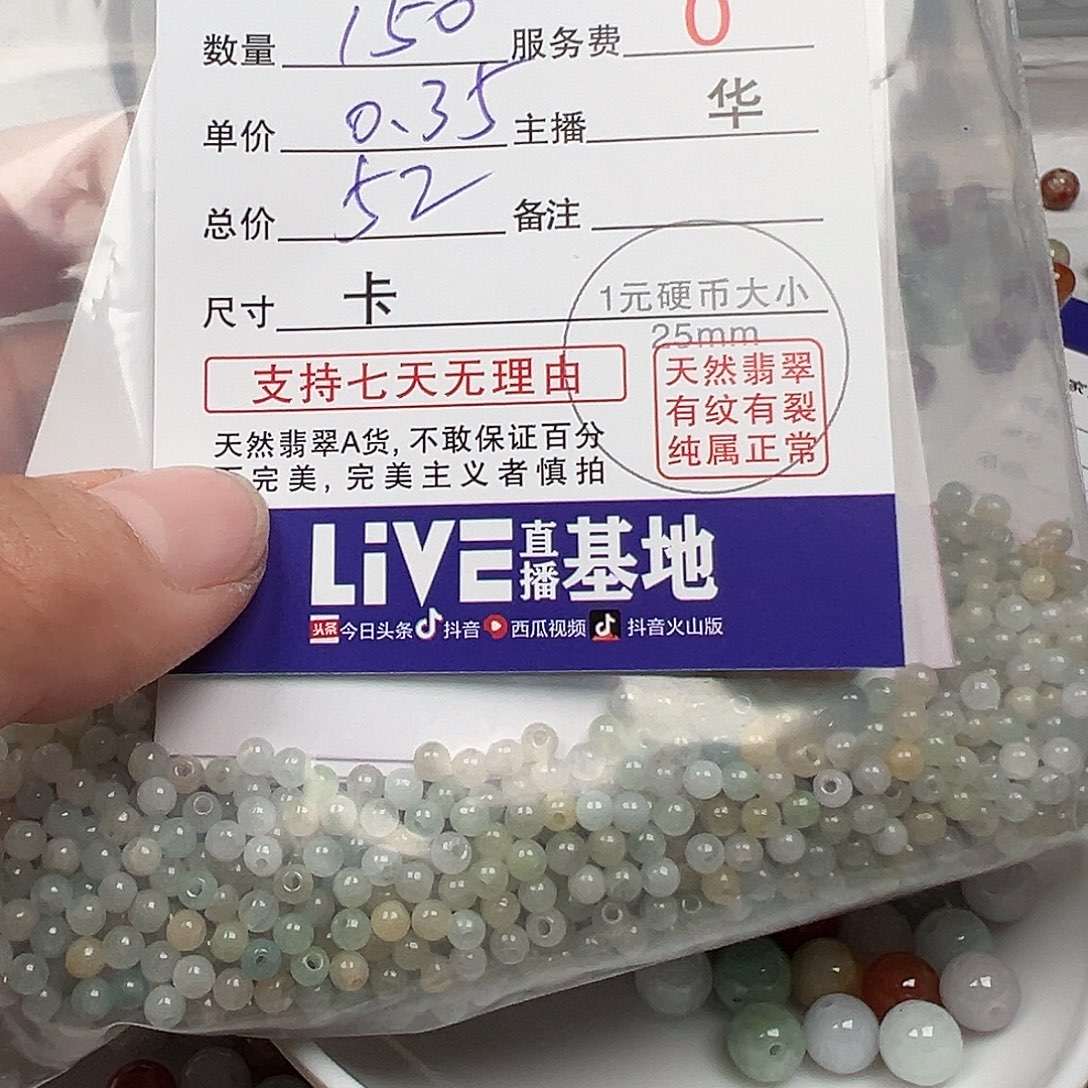 数量 150 服务费 0
单价 0.35 主播 华
总价 52 备注
尺寸 卡
1元硬币大小
25mm
支持七天无理由
天然翡翠
有纹有裂
纯属正常
天然翡翠A货,不敢保证百分
完美,完美主义者慎拍
LiVE直播基地
头条 今日头条 抖音 西瓜视频 抖音火山版